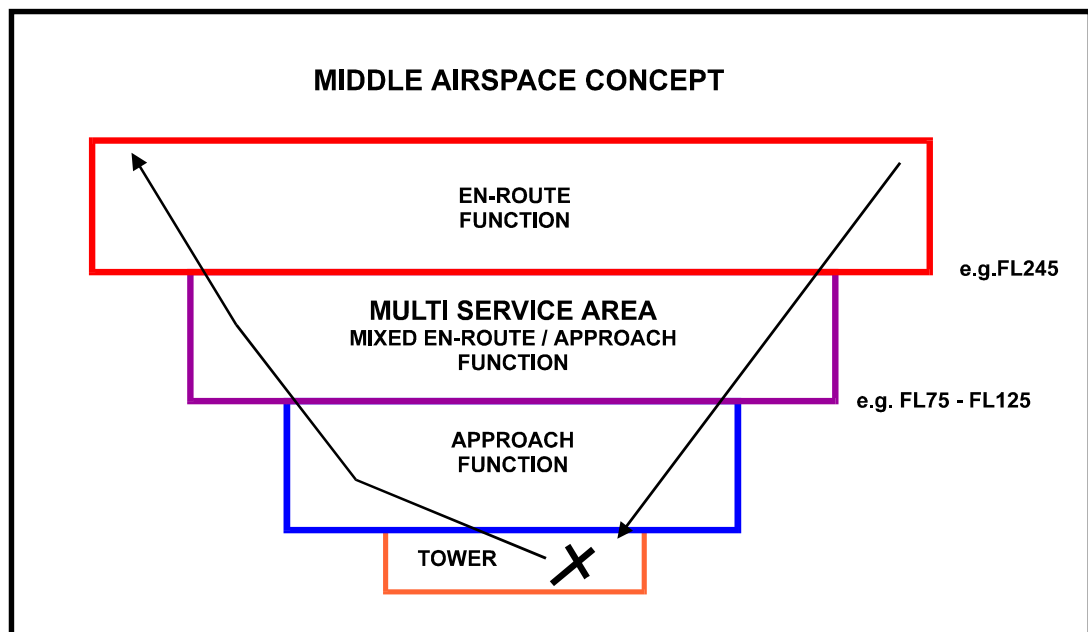 MIDDLE AIRSPACE CONCEPT
EN-ROUTE
FUNCTION
e.g.FL245
MULTI SERVICE AREA
MIXED EN-ROUTE / APPROACH
FUNCTION
e.g. FL75 - FL125
APPROACH
FUNCTION
TOWER